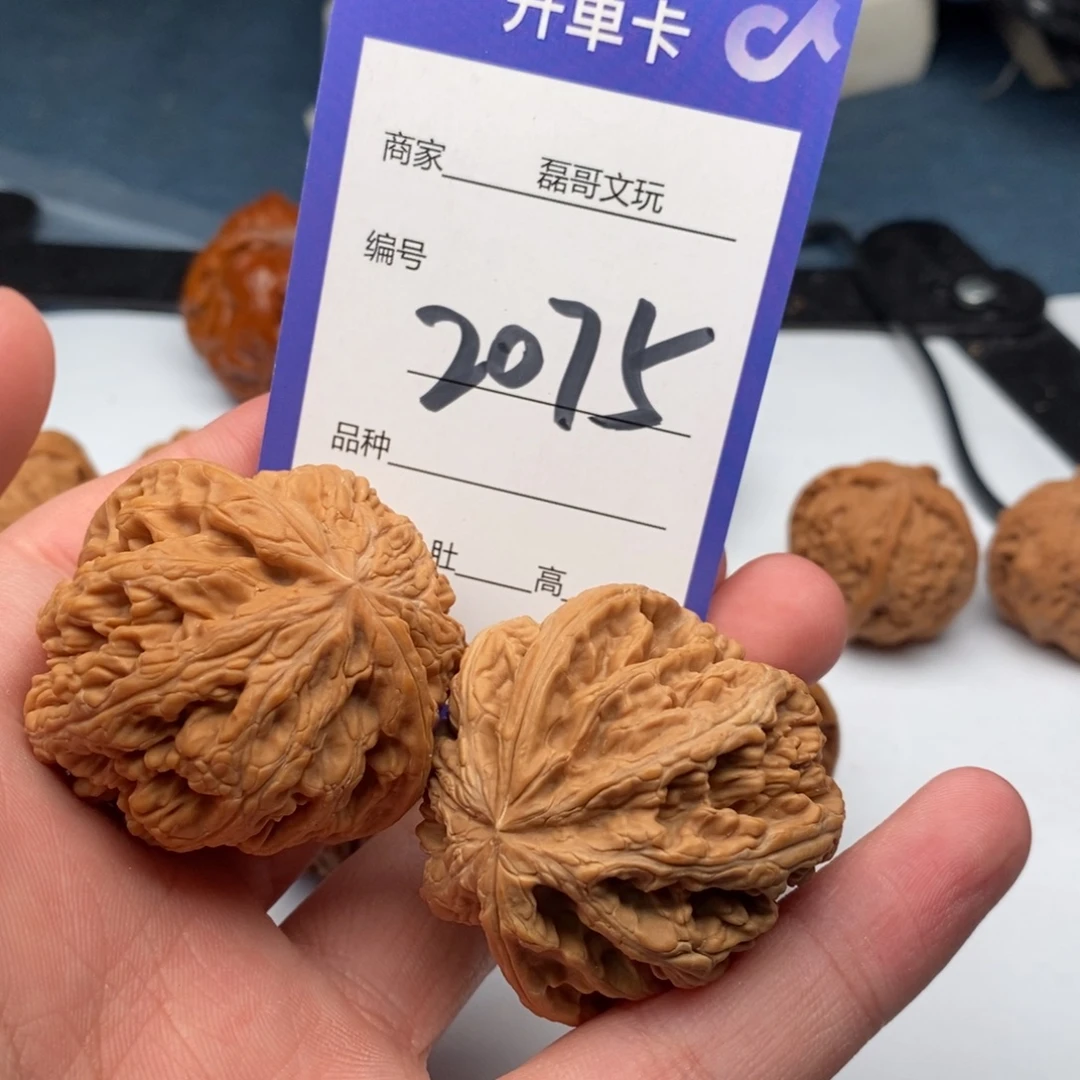 开单卡
商家 磊哥文玩
编号
2075
品种
肚 高